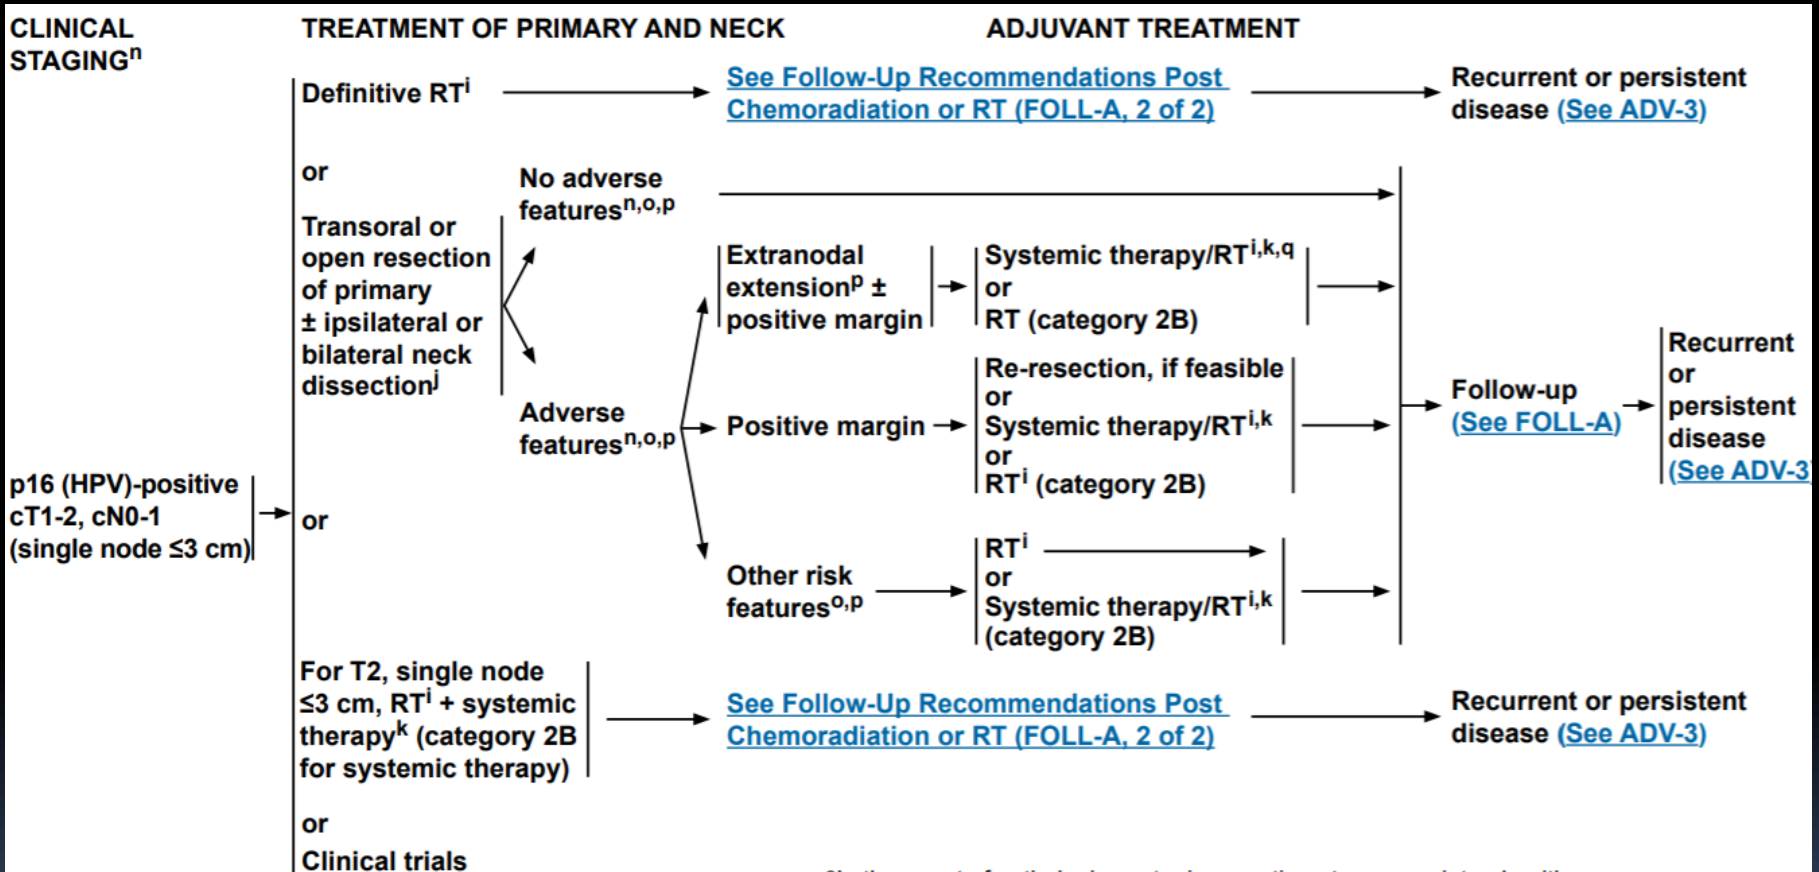 CLINICAL
STAGINGn
TREATMENT OF PRIMARY AND NECK
ADJUVANT TREATMENT
Definitive RTi
See Follow-Up Recommendations Post
Chemoradiation or RT (FOLL-A, 2 of 2)
Recurrent or persistent
disease (See ADV-3)
or
No adverse
featuresn,o,p
Transoral or
open resection
of primary
± ipsilateral or
bilateral neck
dissectionj
Adverse
featuresn,o,p
Extranodal
extensionp ±
positive margin
Systemic therapy/RTi,k,q
or
RT (category 2B)
Positive margin
Re-resection, if feasible
or
Systemic therapy/RTi,k
or
RTi (category 2B)
Other risk
featureso,p
RTi
or
Systemic therapy/RTi,k
(category 2B)
Follow-up
(See FOLL-A)
Recurrent
or
persistent
disease
(See ADV-3
p16 (HPV)-positive
cT1-2, cN0-1
(single node ≤3 cm)
or
For T2, single node
≤3 cm, RTi + systemic
therapyk (category 2B
for systemic therapy)
See Follow-Up Recommendations Post
Chemoradiation or RT (FOLL-A, 2 of 2)
Recurrent or persistent
disease (See ADV-3)
or
Clinical trials